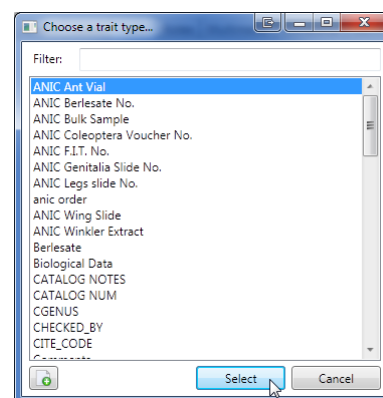 Choose a trait type...
Filter:
ANIC Ant Vial
ANIC Berlesate No.
ANIC Bulk Sample
ANIC Coleoptera Voucher No.
ANIC F.I.T. No.
ANIC Genitalia Slide No.
ANIC Legs slide No.
anic order
ANIC Wing Slide
ANIC Winkler Extract
Berlesate
Biological Data
CATALOG NOTES
CATALOG NUM
CGENUS
CHECKED_BY
CITE_CODE
Select Cancel